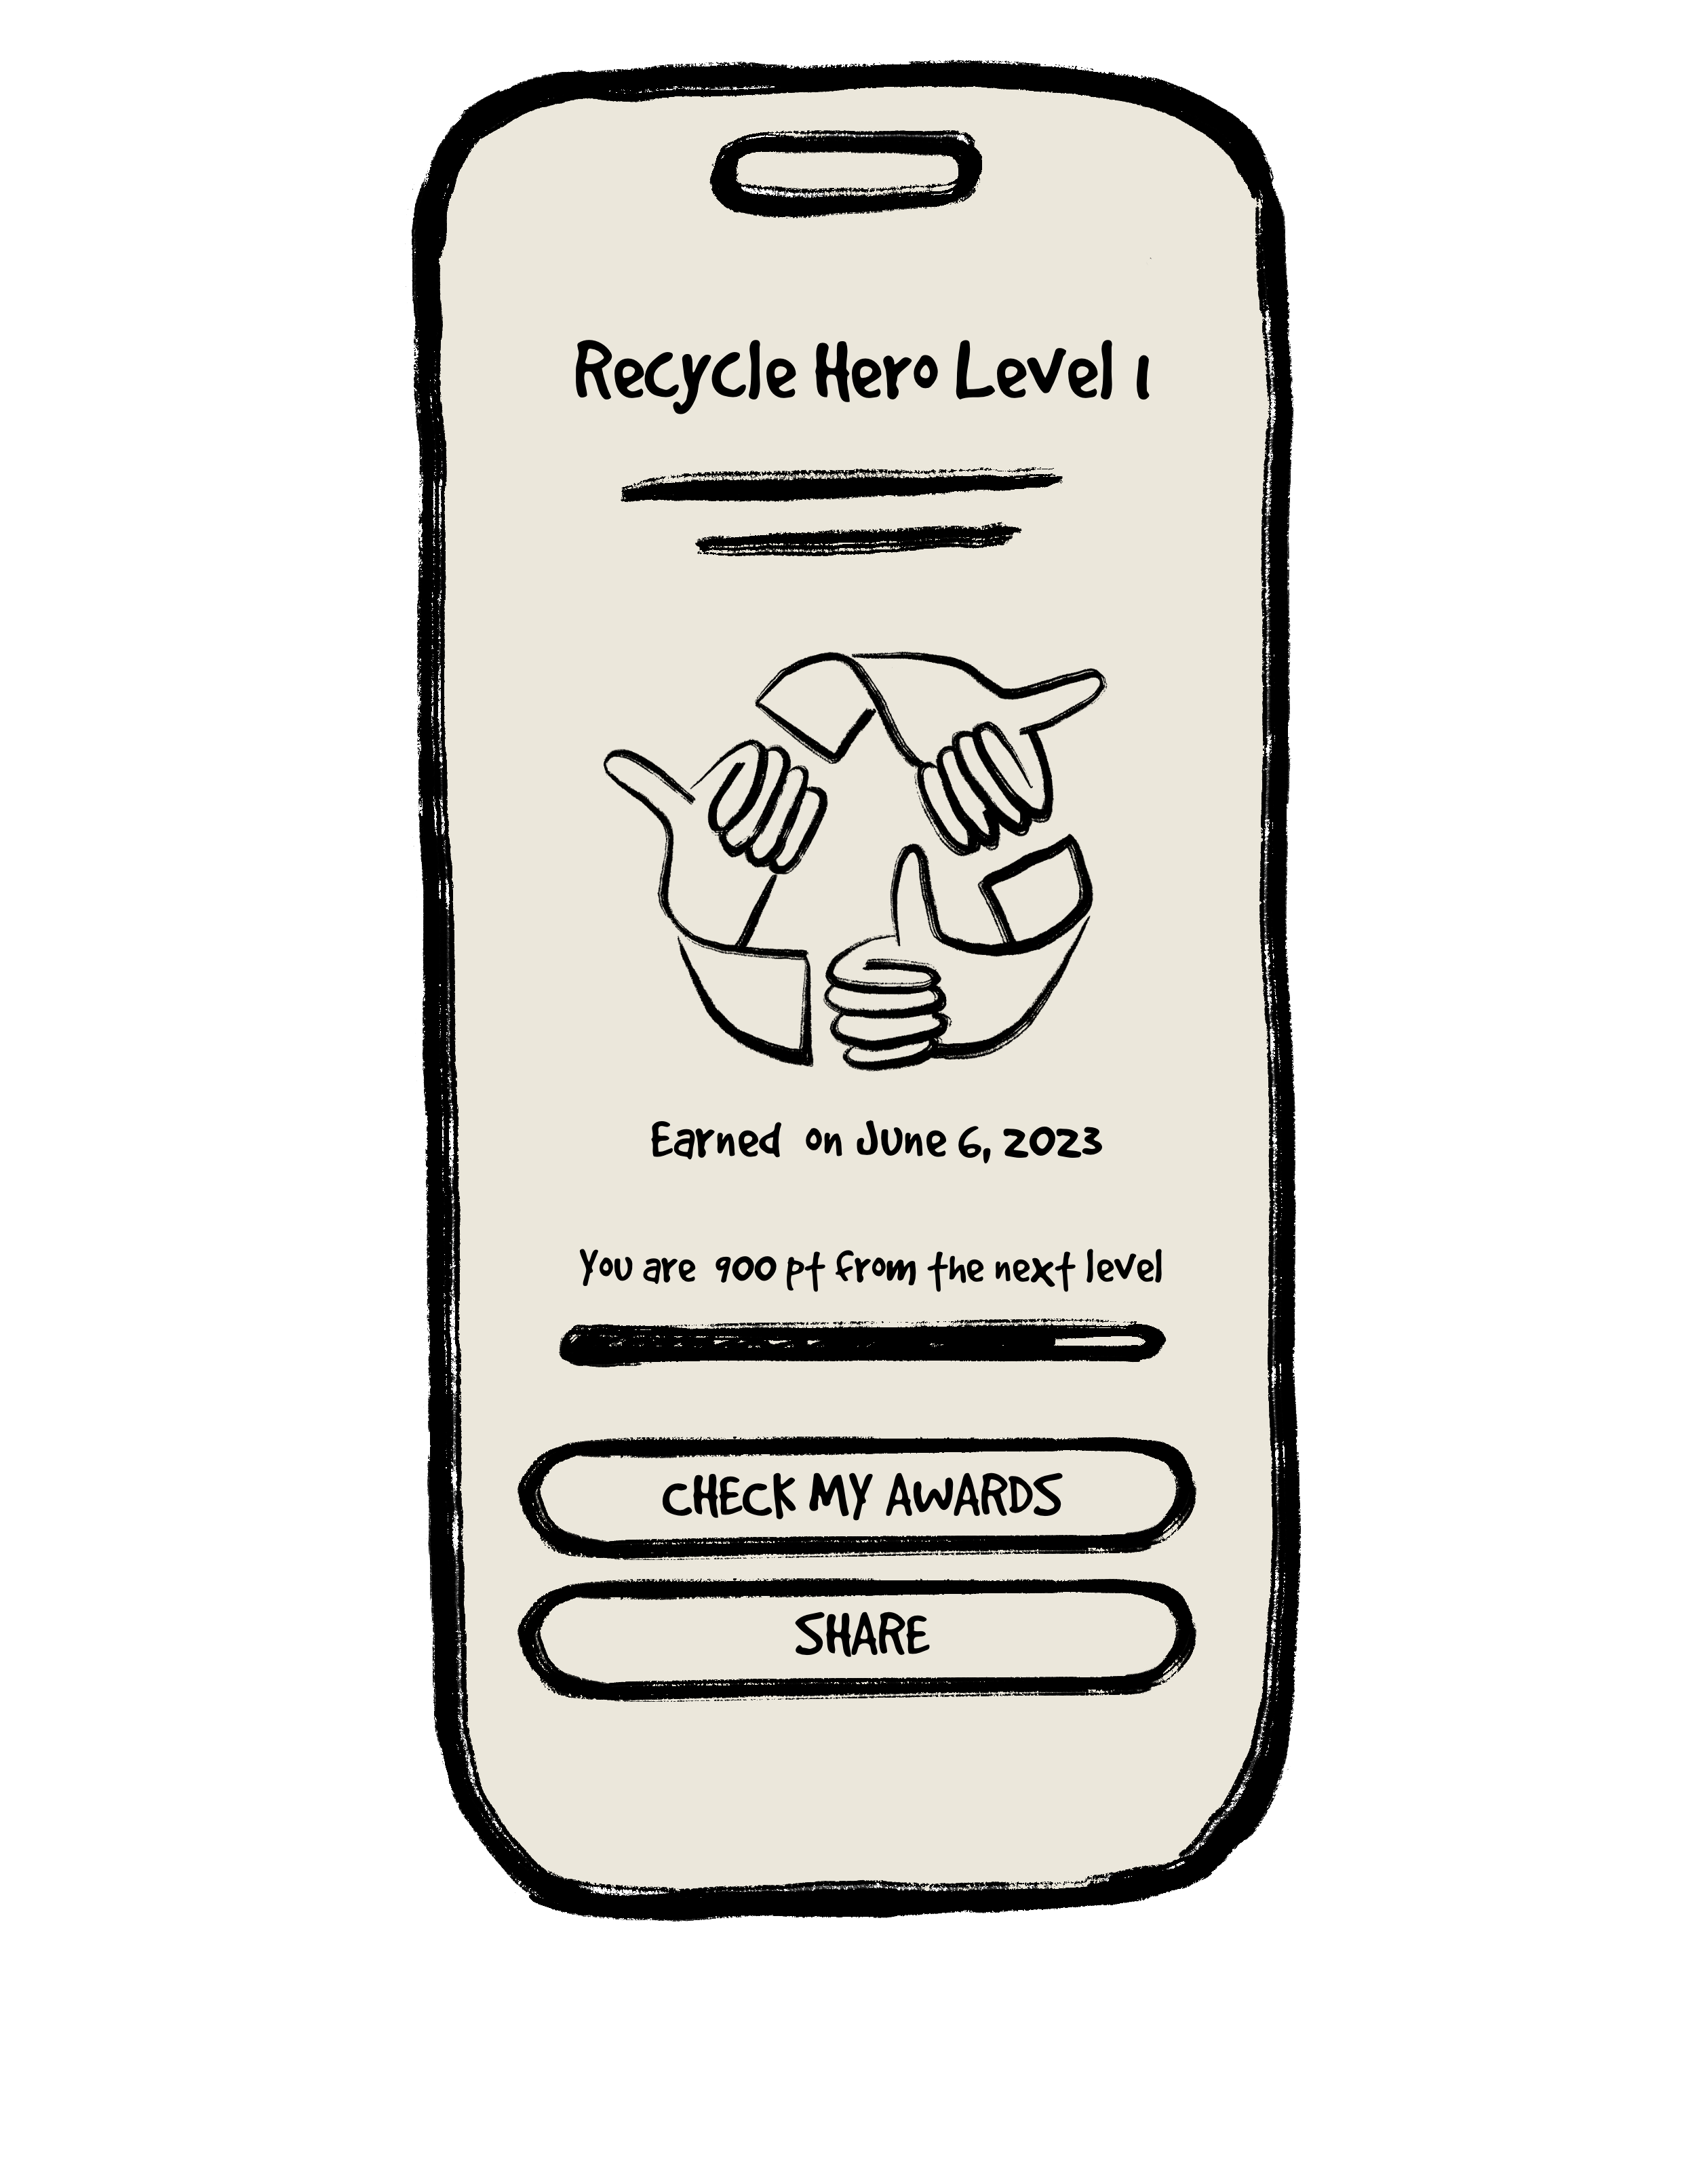 Recycle Hero Level 1
Earned on June 6, 2023
You are 900 pt from the next level
CHECK MY AWARDS
SHARE